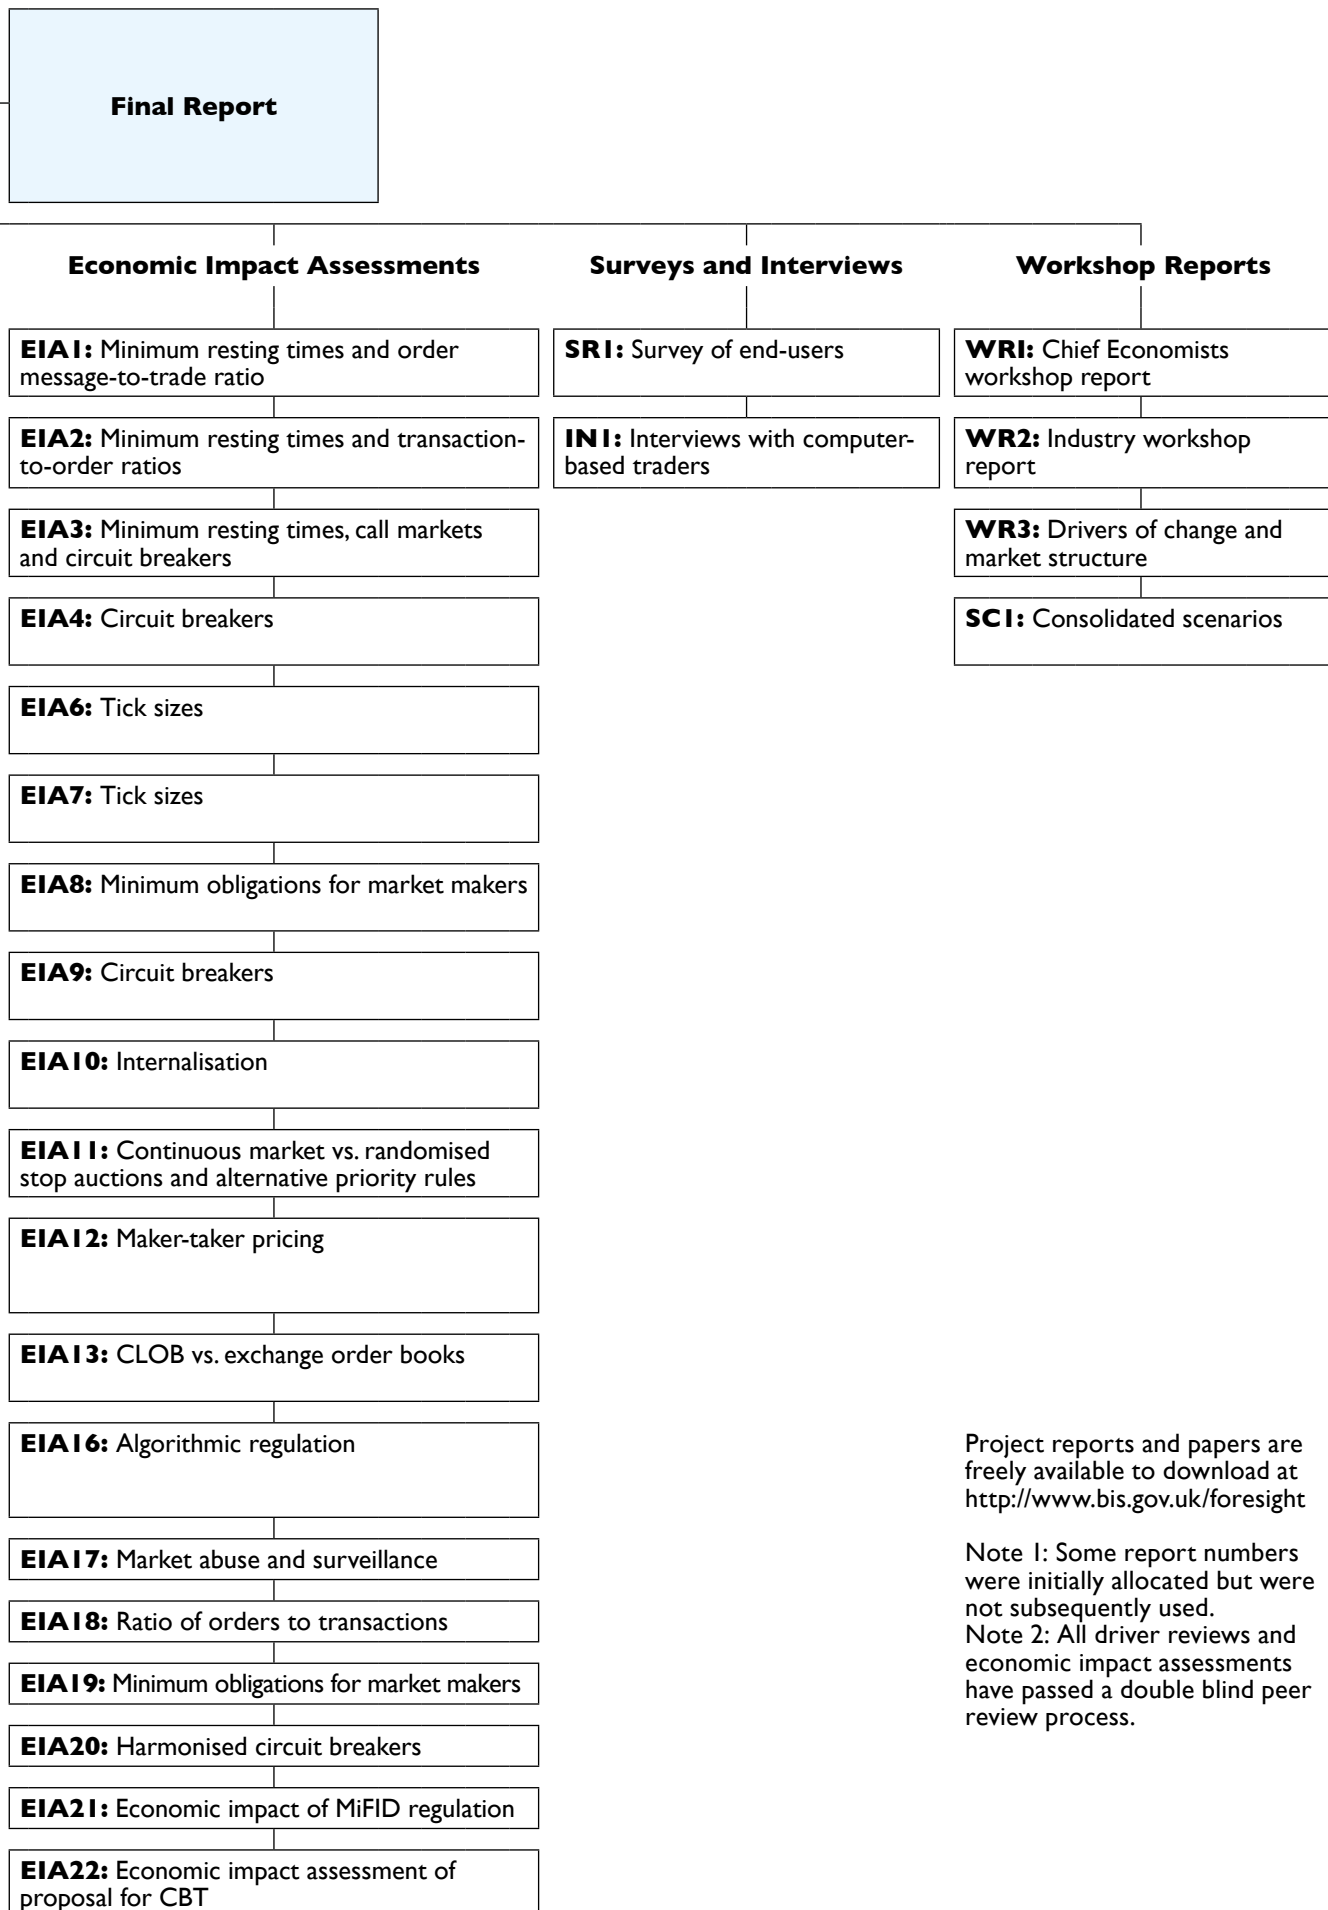 Final Report
Economic Impact Assessments
EIA1: Minimum resting times and order
message-to-trade ratio
EIA2: Minimum resting times and transaction-
to-order ratios
EIA3: Minimum resting times, call markets
and circuit breakers
EIA4: Circuit breakers
EIA6: Tick sizes
EIA7: Tick sizes
EIA8: Minimum obligations for market makers
EIA9: Circuit breakers
EIA10: Internalisation
EIA11: Continuous market vs. randomised
stop auctions and alternative priority rules
EIA12: Maker-taker pricing
EIA13: CLOB vs. exchange order books
EIA16: Algorithmic regulation
EIA17: Market abuse and surveillance
EIA18: Ratio of orders to transactions
EIA19: Minimum obligations for market makers
EIA20: Harmonised circuit breakers
EIA21: Economic impact of MiFID regulation
EIA22: Economic impact assessment of
proposal for CBT
Surveys and Interviews
SR1: Survey of end-users
IN1: Interviews with computer-
based traders
Workshop Reports
WR1: Chief Economists
workshop report
WR2: Industry workshop
report
WR3: Drivers of change and
market structure
SC1: Consolidated scenarios
Project reports and papers are
freely available to download at
http://www.bis.gov.uk/foresight
Note 1: Some report numbers
were initially allocated but were
not subsequently used.
Note 2: All driver reviews and
economic impact assessments
have passed a double blind peer
review process.